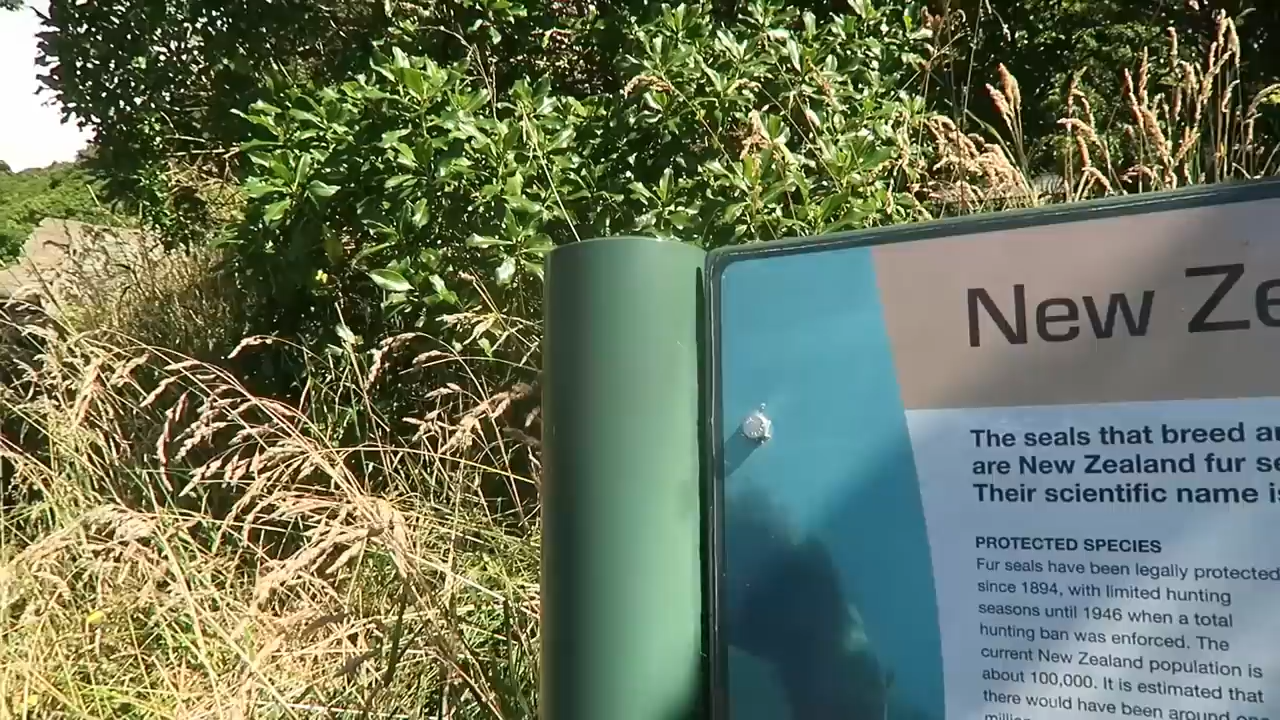 New Ze
The seals that breed a
are New Zealand fur se
Their scientific name is
PROTECTED SPECIES
Fur seals have been legally protected
since 1894, with limited hunting
seasons until 1946 when a total
hunting ban was enforced. The
current New Zealand population is
about 100,000. It is estimated that
there would have been around one